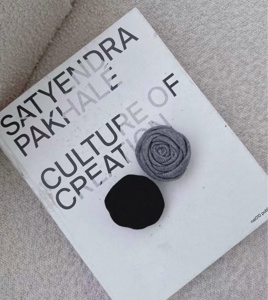 SATYENDRA
PAKHALE
CULTURE OF
CREATION